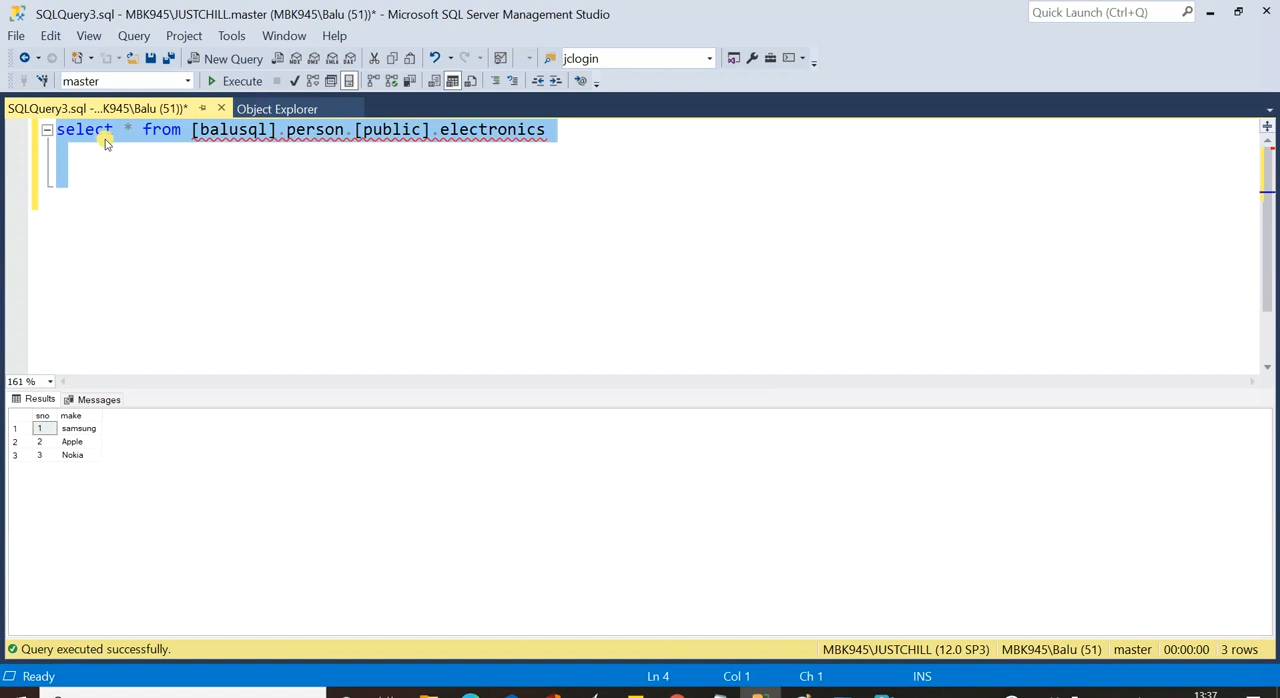 SQLQuery3.sql - MBK945\JUSTCHILL.master (MBK945\Balu (51))* - Microsoft SQL Server Management Studio
Quick Launch (Ctrl+Q)
File Edit View Query Project Tools Window Help
New Query
jclogin
master
Execute
SQLQuery3.sql -...K945\Balu (51))*
Object Explorer
select * from [balusql].person.[public].electronics
161 %
Results Messages
sno make
1 1 samsung
2 2 Apple
3 3 Nokia
Query executed successfully.
MBK945\JUSTCHILL (12.0 SP3) MBK945\Balu (51) master 00:00:00 3 rows
Ready Ln 4 Col 1 Ch 1 INS
13:37